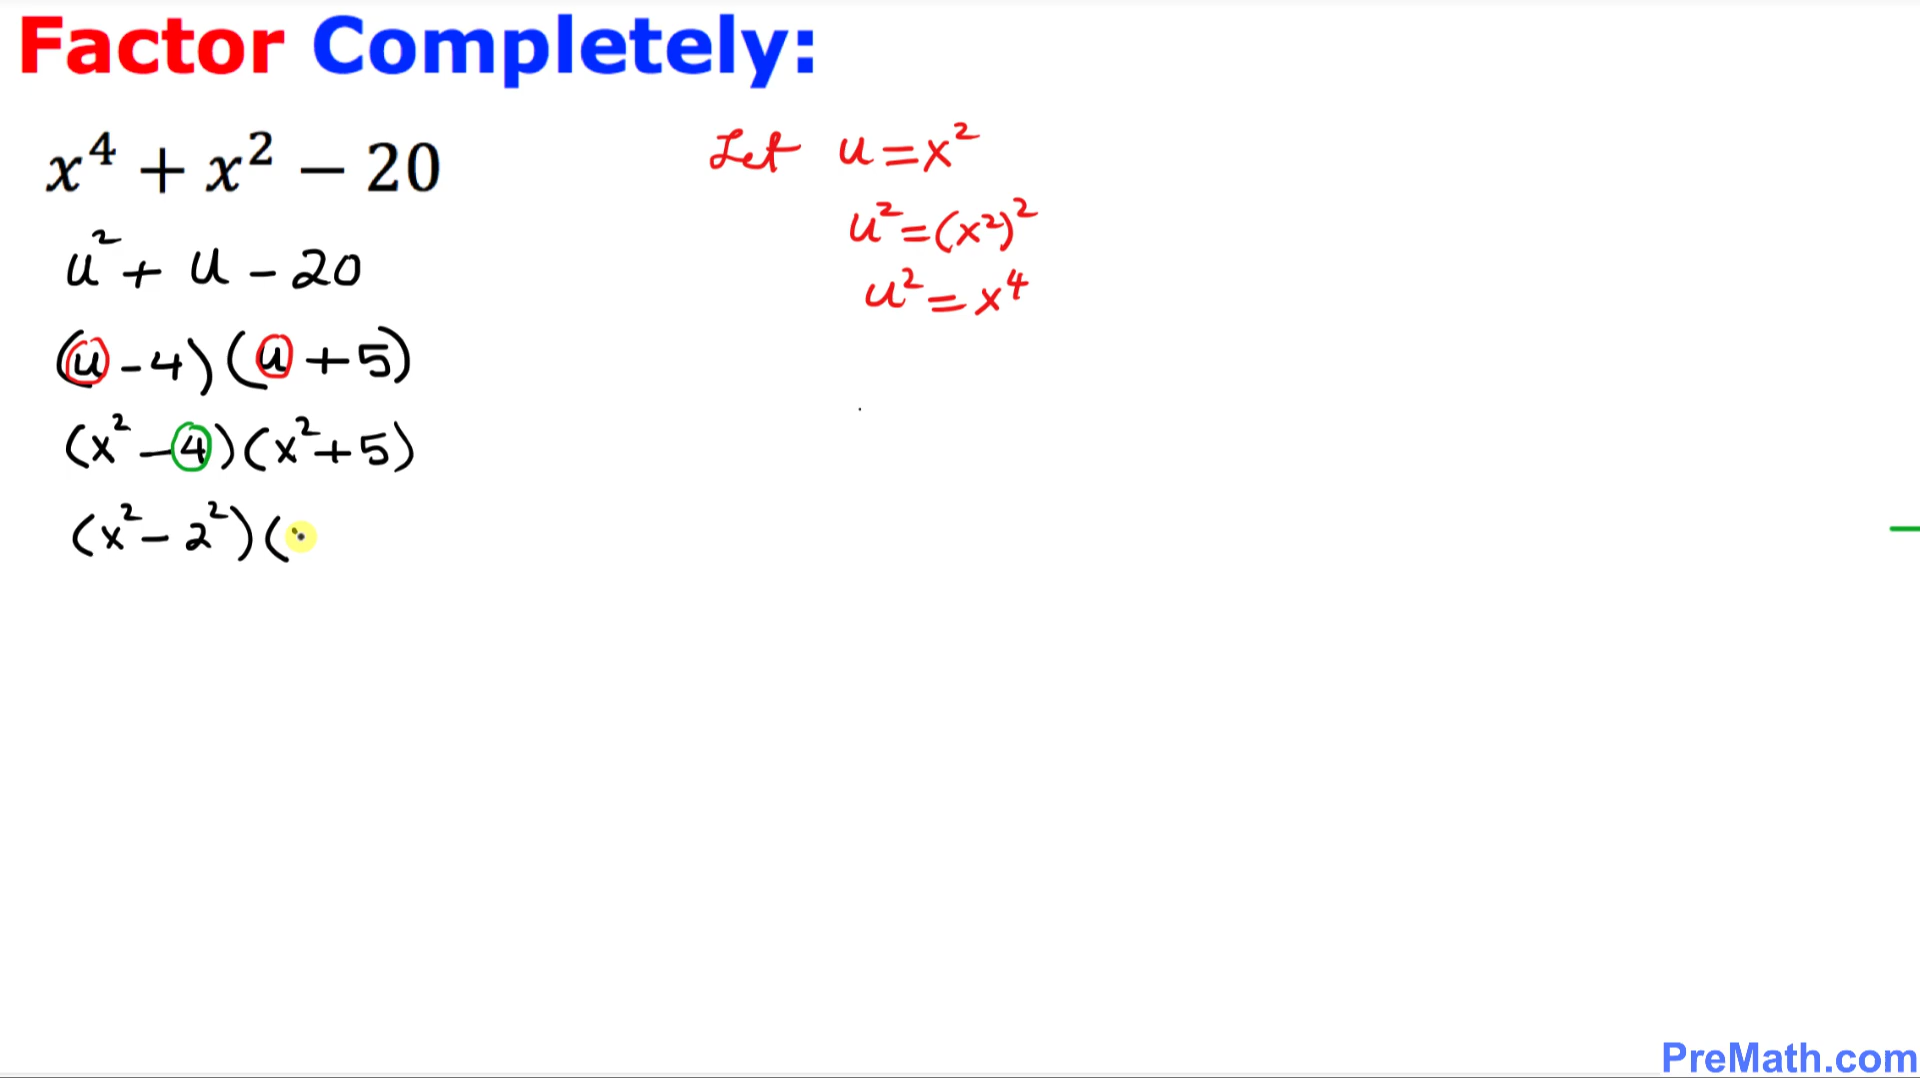 Factor Completely:
x⁴ + x² − 20
u² + u − 20
(u − 4)(u + 5)
(x² − 4)(x² + 5)
(x² − 2²)(
Let u = x²
u² = (x²)²
u² = x⁴
PreMath.com